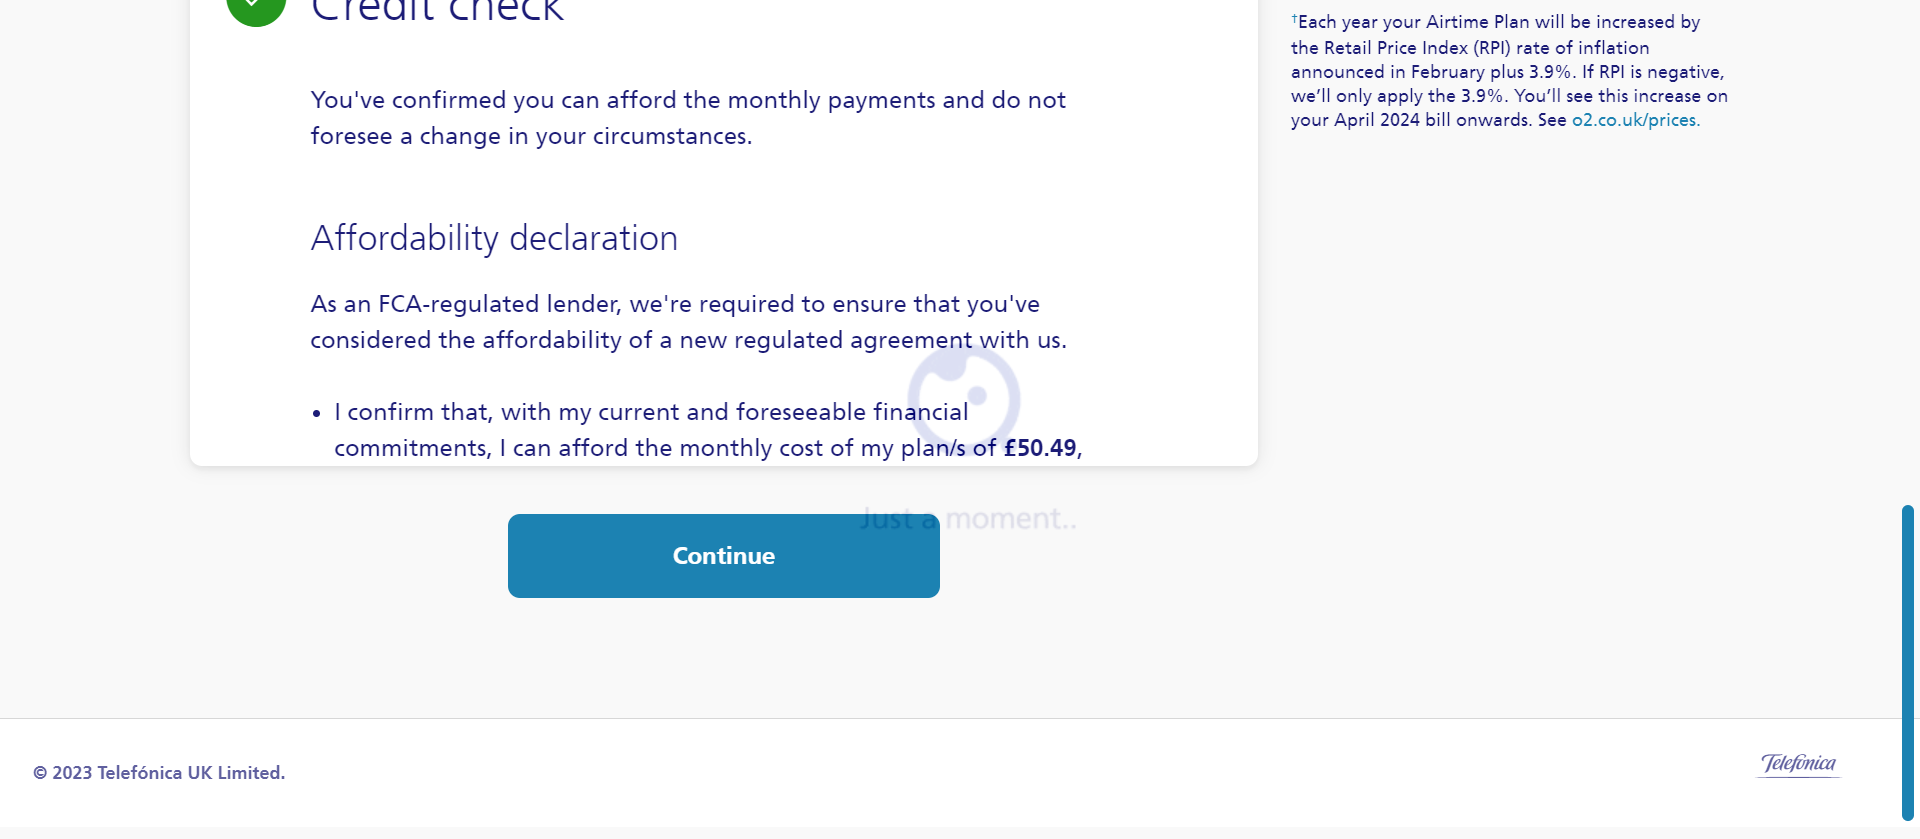 Credit check
You've confirmed you can afford the monthly payments and do not
foresee a change in your circumstances.
Affordability declaration
As an FCA-regulated lender, we're required to ensure that you've
considered the affordability of a new regulated agreement with us.
• I confirm that, with my current and foreseeable financial
commitments, I can afford the monthly cost of my plan/s of £50.49,
Just a moment..
Continue
†Each year your Airtime Plan will be increased by
the Retail Price Index (RPI) rate of inflation
announced in February plus 3.9%. If RPI is negative,
we’ll only apply the 3.9%. You’ll see this increase on
your April 2024 bill onwards. See o2.co.uk/prices.
© 2023 Telefónica UK Limited.
Telefónica